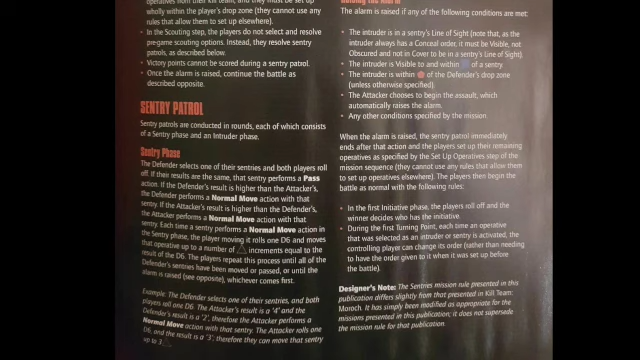 operatives from their kill team, and they must be set up
wholly within the player's drop zone (they cannot use any
rules that allow them to set up elsewhere).
• In the Scouting step, the players do not select and resolve
pre-game scouting options. Instead, they resolve sentry
patrols, as described below.
• Victory points cannot be scored during a sentry patrol.
• Once the alarm is raised, continue the battle as
described opposite.
SENTRY PATROL
Sentry patrols are conducted in rounds, each of which consists
of a Sentry phase and an Intruder phase.
Sentry Phase
The Defender selects one of their sentries and both players roll
off. If their results are the same, that sentry performs a Pass
action. If the Defender's result is higher than the Attacker's,
the Defender performs a Normal Move action with that
sentry. If the Attacker's result is higher than the Defender's,
the Attacker performs a Normal Move action with that
sentry. Each time a sentry performs a Normal Move action in
the Sentry phase, the player moving it rolls one D6 and moves
that operative up to a number of increments equal to the
result of the D6. The players repeat this process until all of the
Defender's sentries have been moved or passed, or until the
alarm is raised (see opposite), whichever comes first.
Example: The Defender selects one of their sentries, and both
players roll one D6. The Attacker's result is a '4' and the
Defender's result is a '2', therefore the Attacker performs a
Normal Move action with that sentry. The Attacker rolls one
D6, and the result is a '3', therefore they can move that sentry
up to 3
The alarm is raised if any of the following conditions are met:
• The intruder is in a sentry's Line of Sight (note that, as the
intruder always has a Conceal order, it must be Visible, not
Obscured and not in Cover to be in a sentry's Line of Sight).
• The intruder is Visible to and within of a sentry.
• The intruder is within of the Defender's drop zone
(unless otherwise specified).
• The Attacker chooses to begin the assault, which
automatically raises the alarm.
• Any other conditions specified by the mission.
When the alarm is raised, the sentry patrol immediately
ends after that action and the players set up their remaining
operatives as specified by the Set Up Operatives step of the
mission sequence (they cannot use any rules that allow them
to set up operatives elsewhere). The players then begin the
battle as normal with the following rules:
• In the first Initiative phase, the players roll off and the
winner decides who has the initiative.
• During the first Turning Point, each time an operative
that was selected as an intruder or sentry is activated, the
controlling player can change its order (rather than needing
to have the order given to it when it was set up before
the battle).
Designer's Note: The Sentries mission rule presented in this
publication differs slightly from that presented in Kill Team:
Moroch. It has simply been modified as appropriate for the
missions presented in this publication; it does not supersede
the mission rule for that publication.